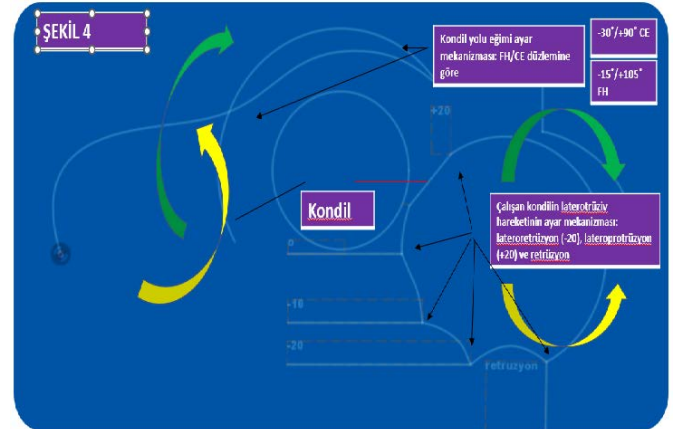 ŞEKİL 4
Kondil yolu eğimi ayar
mekanizması: FH/CE düzlemine
göre
-30˚/+90˚ CE
-15˚/+105˚
FH
+20
Kondil
Çalışan kondilin laterotrüziv
hareketinin ayar mekanizması:
lateroretrüzyon (-20), lateroprotrüzyon
(+20) ve retrüzyon
0
-10
-20
retruzyon